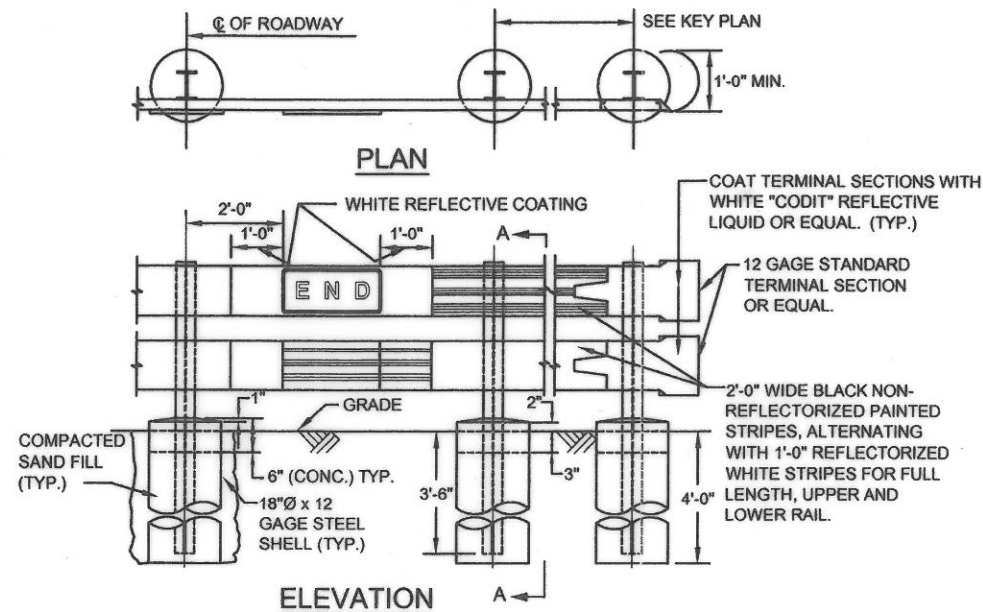 ℄ OF ROADWAY
SEE KEY PLAN
1'-0" MIN.
PLAN
COAT TERMINAL SECTIONS WITH
WHITE "CODIT" REFLECTIVE
LIQUID OR EQUAL. (TYP.)
2'-0"
WHITE REFLECTIVE COATING
1'-0"
1'-0"
A
12 GAGE STANDARD
TERMINAL SECTION
OR EQUAL.
END
2'-0" WIDE BLACK NON-
REFLECTORIZED PAINTED
STRIPES, ALTERNATING
WITH 1'-0" REFLECTORIZED
WHITE STRIPES FOR FULL
LENGTH, UPPER AND
LOWER RAIL.
1"
GRADE
2"
COMPACTED
SAND FILL
(TYP.)
6" (CONC.) TYP.
3"
18"Ø x 12
GAGE STEEL
SHELL (TYP.)
3'-6"
4'-0"
ELEVATION
A